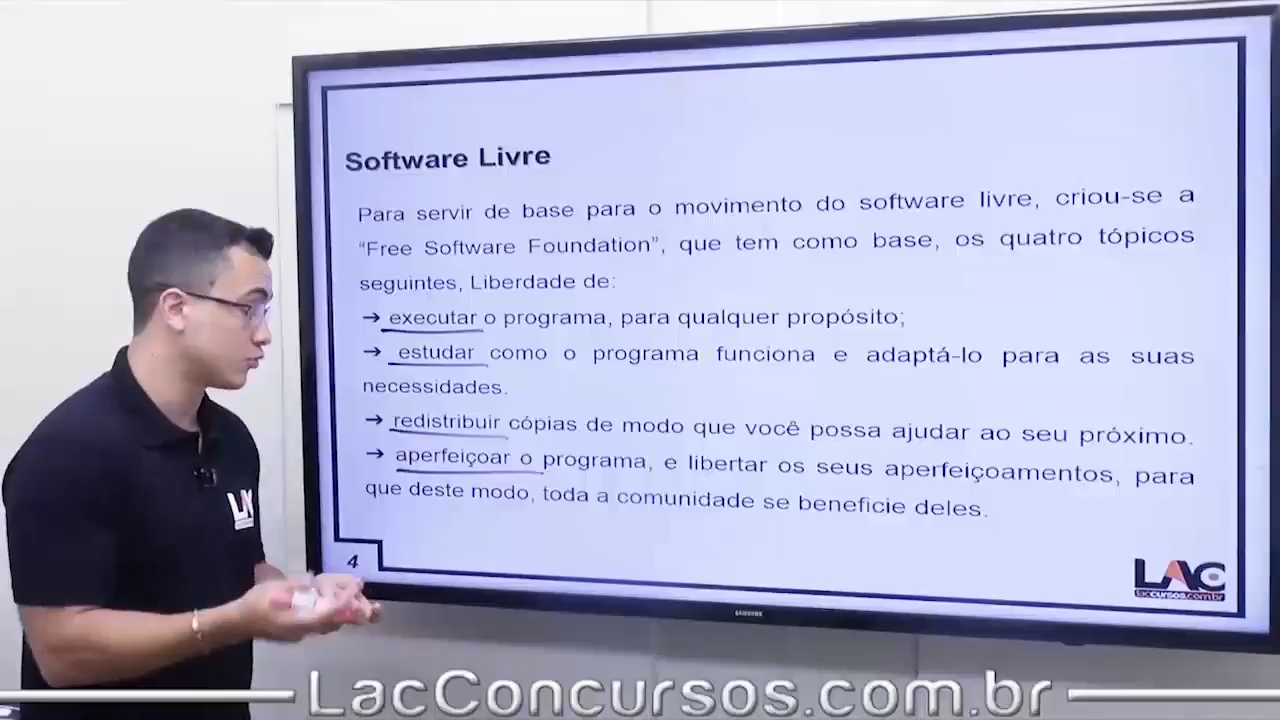 Software Livre
Para servir de base para o movimento do software livre, criou-se a
“Free Software Foundation”, que tem como base, os quatro tópicos
seguintes, Liberdade de:
➔ executar o programa, para qualquer propósito;
➔ estudar como o programa funciona e adaptá-lo para as suas
necessidades.
➔ redistribuir cópias de modo que você possa ajudar ao seu próximo.
➔ aperfeiçoar o programa, e libertar os seus aperfeiçoamentos, para
que deste modo, toda a comunidade se beneficie deles.
4
LAC
laccursos.com.br
SAMSUNG
LAC
LacConcursos.com.br